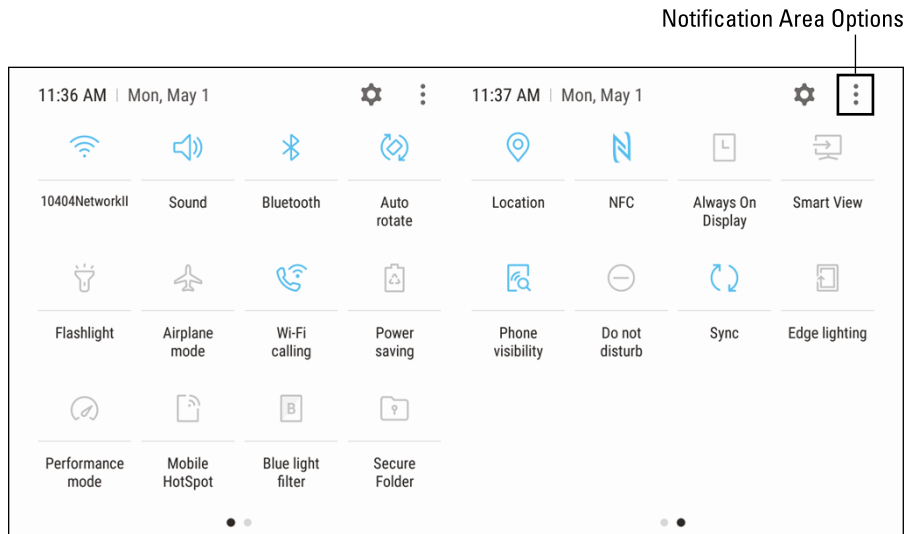 Notification Area Options
11:36 AM | Mon, May 1
10404NetworkII
Sound
Bluetooth
Auto
rotate
Flashlight
Airplane
mode
Wi-Fi
calling
Power
saving
Performance
mode
Mobile
HotSpot
B
Blue light
filter
Secure
Folder
11:37 AM | Mon, May 1
Location
NFC
Always On
Display
Smart View
Phone
visibility
Do not
disturb
Sync
Edge lighting